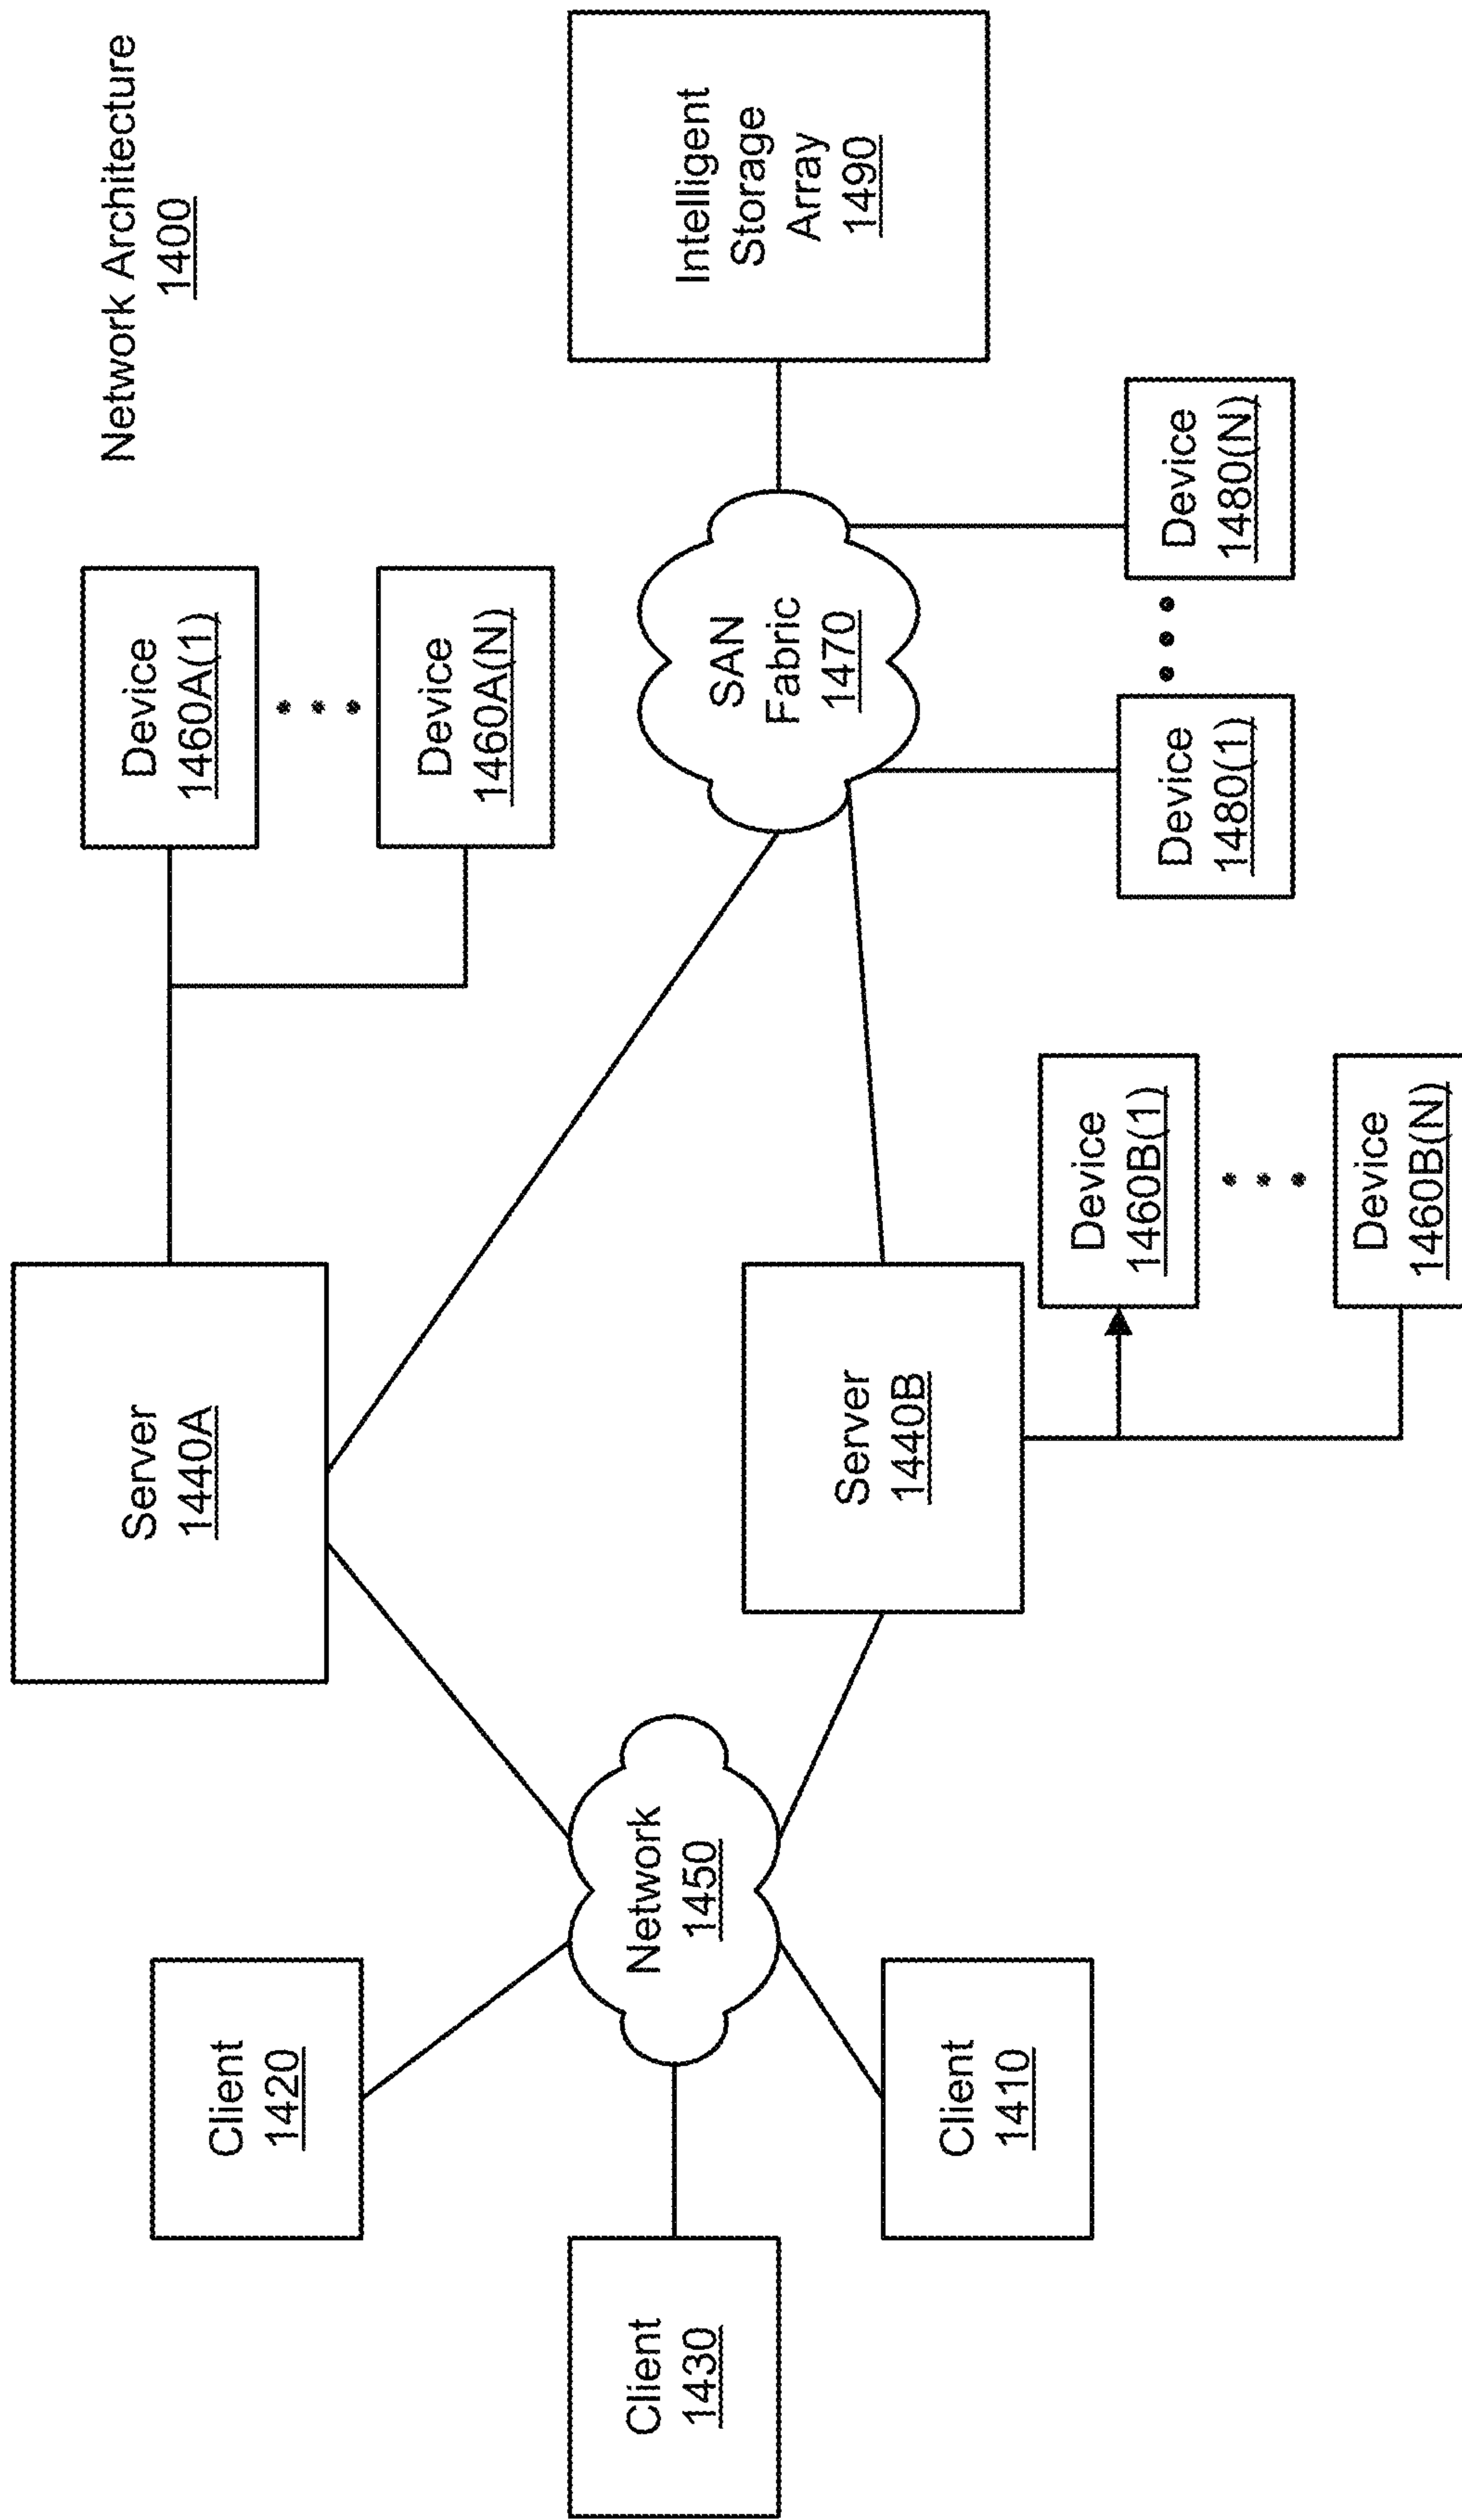 Network Architecture
1400
Client
1420
Client
1430
Client
1410
Network
1450
Server
1440A
Server
1440B
Device
1460A(1)
Device
1460A(N)
Device
1460B(1)
Device
1460B(N)
SAN
Fabric
1470
Device
1480(1)
Device
1480(N)
Intelligent
Storage
Array
1490